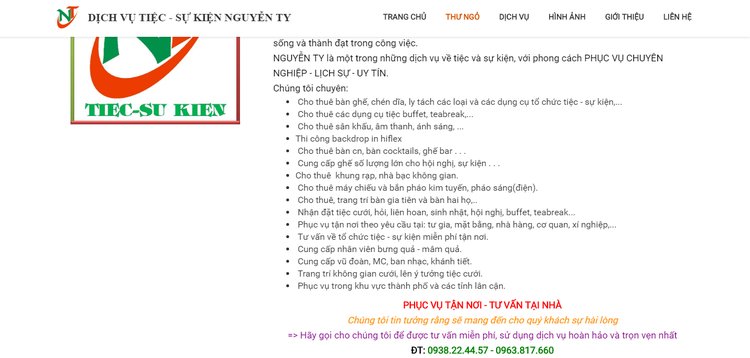 DỊCH VỤ TIỆC - SỰ KIỆN NGUYỄN TY
TRANG CHỦ THƯ NGỎ DỊCH VỤ HÌNH ẢNH GIỚI THIỆU LIÊN HỆ
TIEC-SU KIEN
sống và thành đạt trong công việc.
NGUYỄN TY là một trong những dịch vụ về tiệc và sự kiện, với phong cách PHỤC VỤ CHUYÊN
NGHIỆP - LỊCH SỰ - UY TÍN.
Chúng tôi chuyên:
• Cho thuê bàn ghế, chén dĩa, ly tách các loại và các dụng cụ tổ chức tiệc - sự kiện,...
• Cho thuê các dụng cụ tiệc buffet, teabreak,...
• Cho thuê sân khấu, âm thanh, ánh sáng, ...
• Thi công backdrop in hiflex
• Cho thuê bàn cn, bàn cocktails, ghế bar . . .
• Cung cấp ghế số lượng lớn cho hội nghị, sự kiện . . .
• Cho thuê khung rạp, nhà bạc không gian.
• Cho thuê máy chiếu và bắn pháo kim tuyến, pháo sáng(điện).
• Cho thuê, trang trí bàn gia tiên và bàn hai họ,..
• Nhận đặt tiệc cưới, hỏi, liên hoan, sinh nhật, hội nghị, buffet, teabreak...
• Phục vụ tận nơi theo yêu cầu tại: tư gia, mặt bằng, nhà hàng, cơ quan, xí nghiệp,...
• Tư vấn về tổ chức tiệc - sự kiện miễn phí tận nơi.
• Cung cấp nhân viên bưng quả - mâm quả.
• Cung cấp vũ đoàn, MC, ban nhạc, khánh tiết.
• Trang trí không gian cưới, lên ý tưởng tiệc cưới.
• Phục vụ trong khu vực thành phố và các tỉnh lân cận.
PHỤC VỤ TẬN NƠI - TƯ VẤN TẠI NHÀ
Chúng tôi tin tưởng rằng sẽ mang đến cho quý khách sự hài lòng
=> Hãy gọi cho chúng tôi để được tư vấn miễn phí, sử dụng dịch vụ hoàn hảo và trọn vẹn nhất
ĐT: 0938.22.44.57 - 0963.817.660